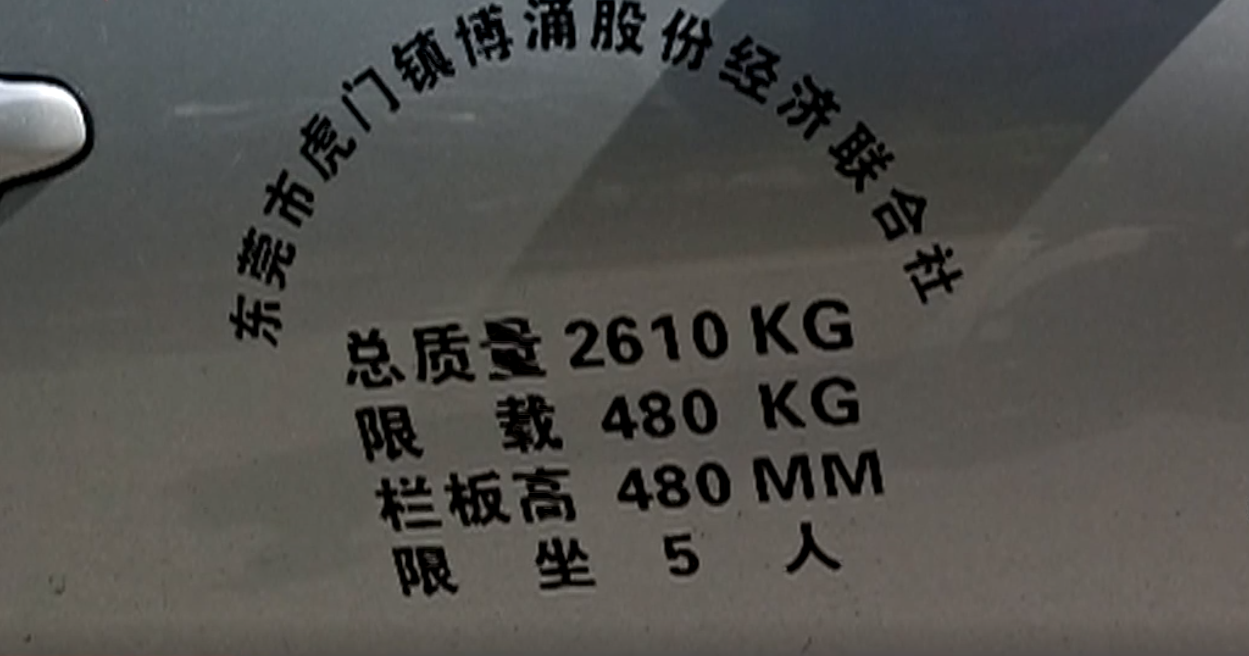 东莞市虎门镇博涌股份经济联合社
总质量 2610 KG
限 载 480 KG
栏板高 480 MM
限 坐 5 人